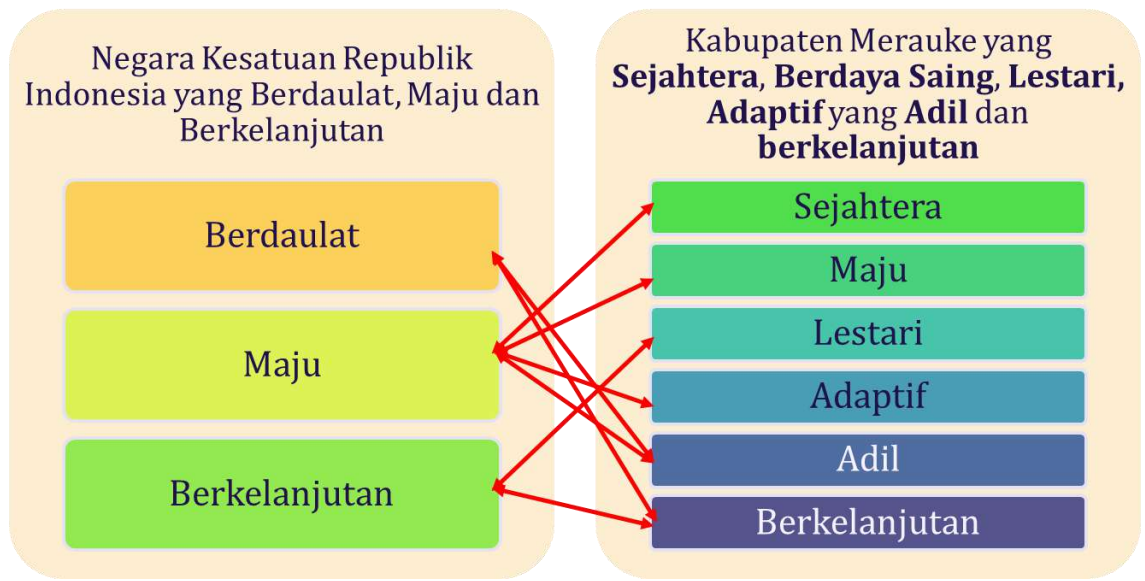 Negara Kesatuan Republik
Indonesia yang Berdaulat, Maju dan
Berkelanjutan
Berdaulat
Maju
Berkelanjutan
Kabupaten Merauke yang
Sejahtera, Berdaya Saing, Lestari,
Adaptif yang Adil dan
berkelanjutan
Sejahtera
Maju
Lestari
Adaptif
Adil
Berkelanjutan